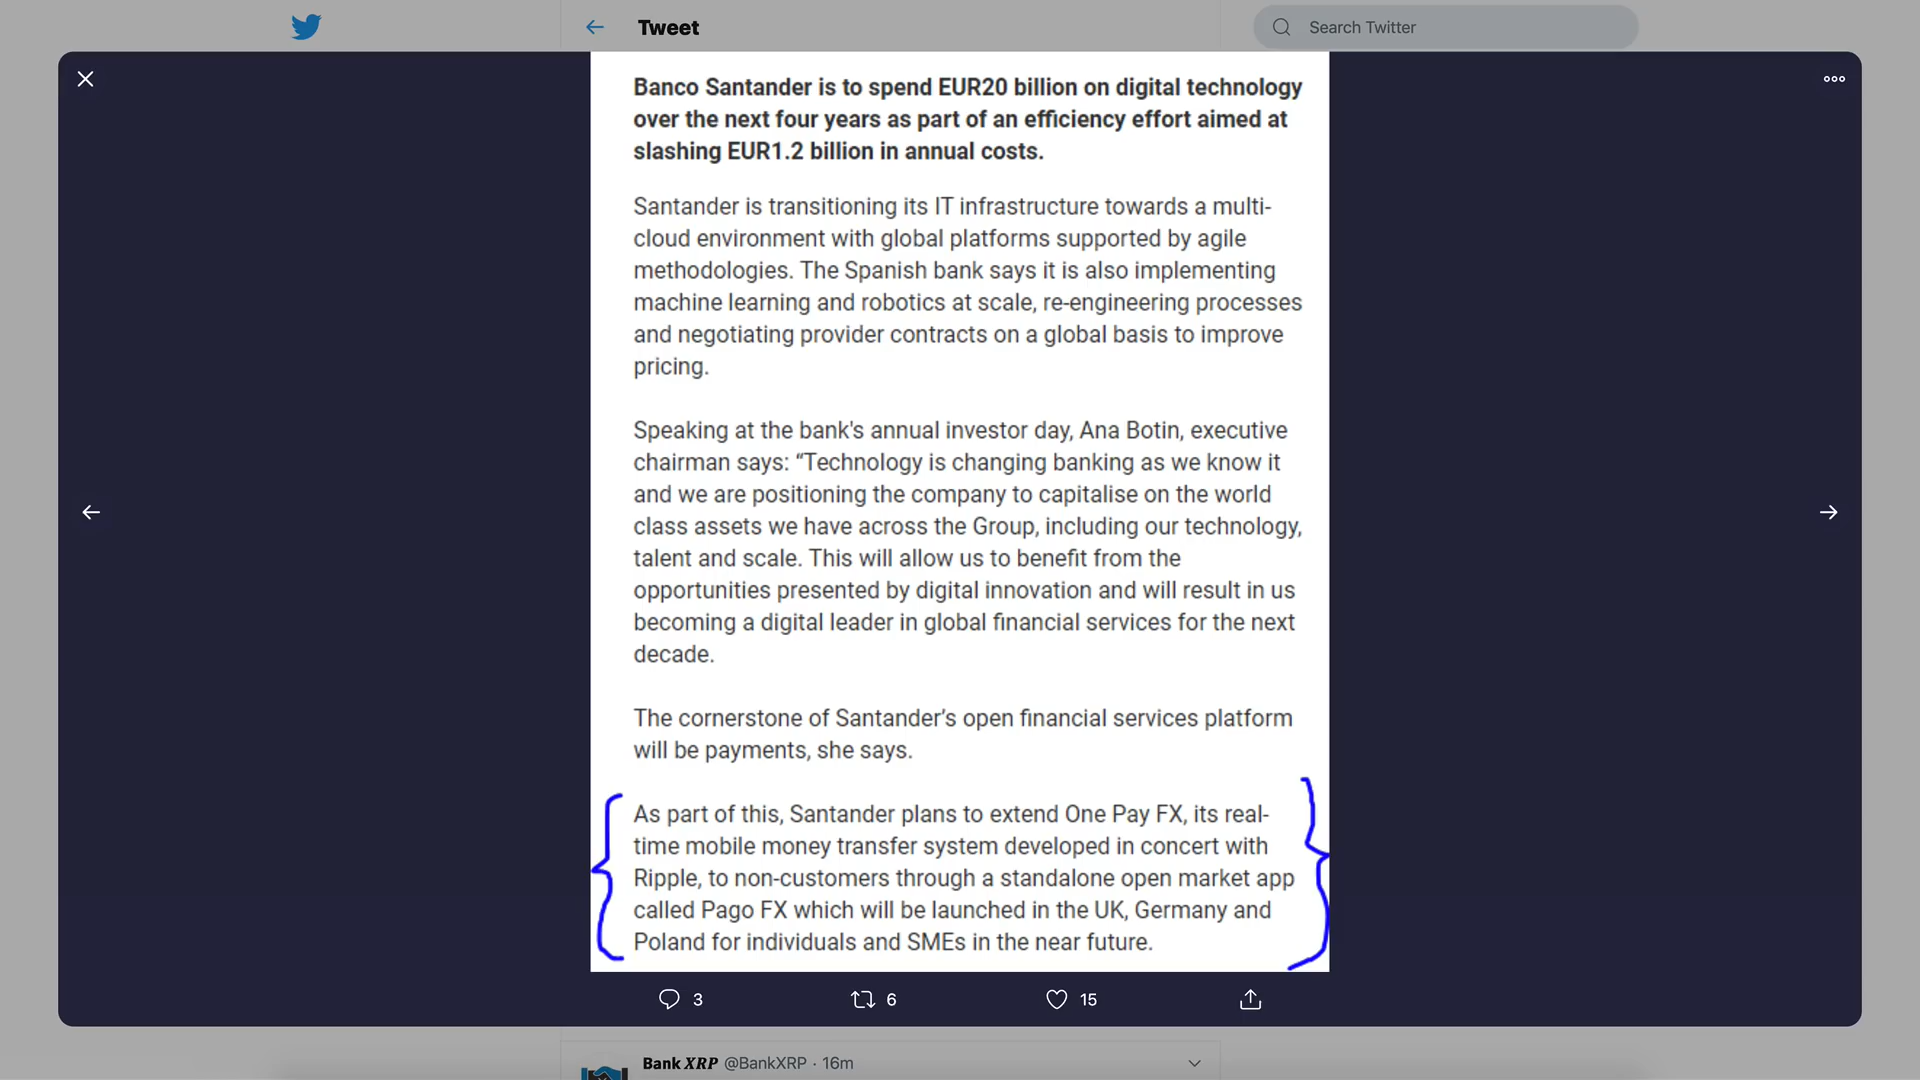 Tweet
Search Twitter
Banco Santander is to spend EUR20 billion on digital technology
over the next four years as part of an efficiency effort aimed at
slashing EUR1.2 billion in annual costs.
Santander is transitioning its IT infrastructure towards a multi-
cloud environment with global platforms supported by agile
methodologies. The Spanish bank says it is also implementing
machine learning and robotics at scale, re-engineering processes
and negotiating provider contracts on a global basis to improve
pricing.
Speaking at the bank's annual investor day, Ana Botin, executive
chairman says: “Technology is changing banking as we know it
and we are positioning the company to capitalise on the world
class assets we have across the Group, including our technology,
talent and scale. This will allow us to benefit from the
opportunities presented by digital innovation and will result in us
becoming a digital leader in global financial services for the next
decade.
The cornerstone of Santander’s open financial services platform
will be payments, she says.
As part of this, Santander plans to extend One Pay FX, its real-
time mobile money transfer system developed in concert with
Ripple, to non-customers through a standalone open market app
called Pago FX which will be launched in the UK, Germany and
Poland for individuals and SMEs in the near future.
3 6 15
Bank XRP @BankXRP · 16m